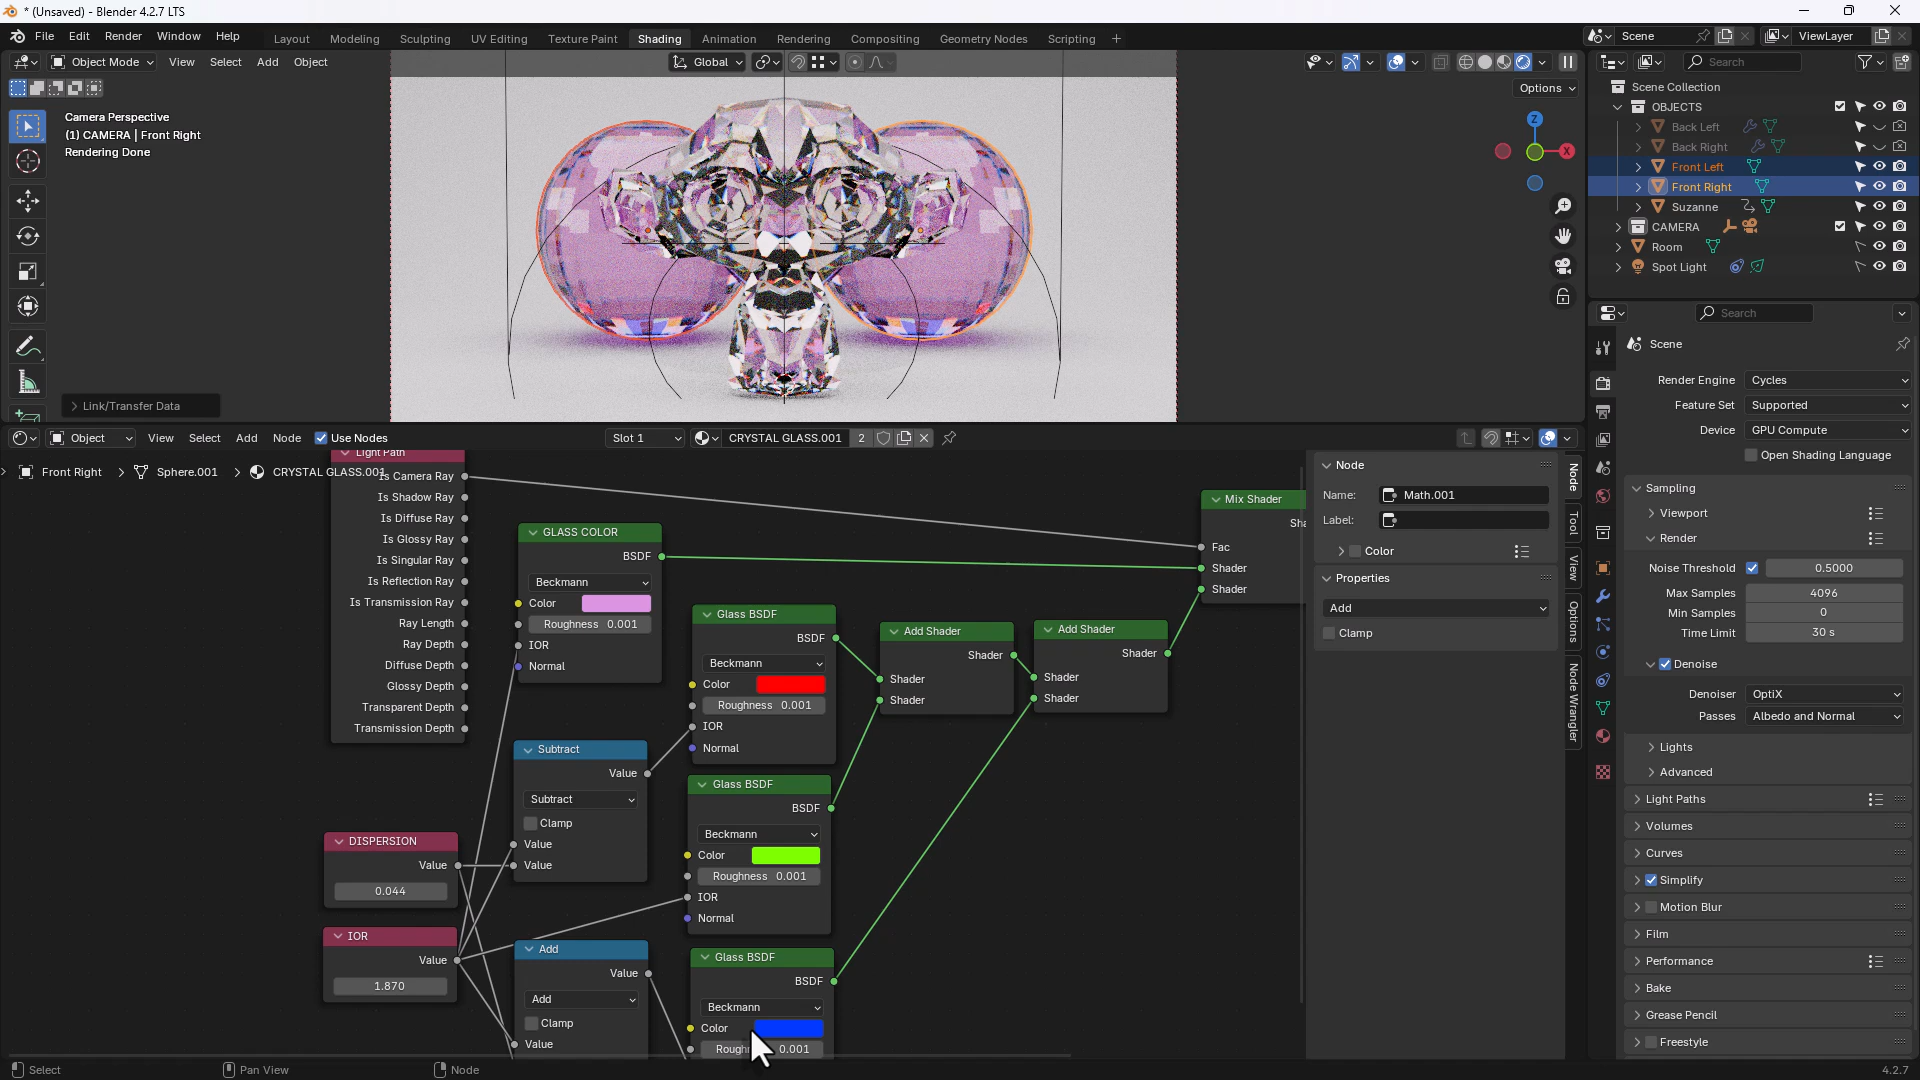 * (Unsaved) - Blender 4.2.7 LTS
File Edit Render Window Help Layout Modeling Sculpting UV Editing Texture Paint Shading Animation Rendering Compositing Geometry Nodes Scripting +
Scene
ViewLayer
Object Mode View Select Add Object
Global
Search
Options
Camera Perspective
(1) CAMERA | Front Right
Rendering Done
Z
X
Link/Transfer Data
Scene Collection
OBJECTS
Back Left
Back Right
Front Left
Front Right
Suzanne
CAMERA
Room
Spot Light
Object View Select Add Node Use Nodes
Slot 1
CRYSTAL GLASS.001
2
Front Right
Sphere.001
CRYSTAL GLASS.001
Light Path
Is Camera Ray
Is Shadow Ray
Is Diffuse Ray
Is Glossy Ray
Is Singular Ray
Is Reflection Ray
Is Transmission Ray
Ray Length
Ray Depth
Diffuse Depth
Glossy Depth
Transparent Depth
Transmission Depth
GLASS COLOR
BSDF
Beckmann
Color
Roughness 0.001
IOR
Normal
Glass BSDF
BSDF
Beckmann
Color
Roughness 0.001
IOR
Normal
Glass BSDF
BSDF
Beckmann
Color
Roughness 0.001
IOR
Normal
Glass BSDF
BSDF
Beckmann
Color
Rough 0.001
Subtract
Value
Subtract
Clamp
Value
Value
Add
Value
Add
Clamp
Value
DISPERSION
Value
0.044
IOR
Value
1.870
Add Shader
Shader
Shader
Shader
Add Shader
Shader
Shader
Shader
Mix Shader
Sha
Fac
Shader
Shader
Node
Name: Math.001
Label:
Color
Properties
Add
Clamp
Node
Tool
View
Options
Node Wrangler
Search
Scene
Render Engine Cycles
Feature Set Supported
Device GPU Compute
Open Shading Language
Sampling
Viewport
Render
Noise Threshold 0.5000
Max Samples 4096
Min Samples 0
Time Limit 30 s
Denoise
Denoiser OptiX
Passes Albedo and Normal
Lights
Advanced
Light Paths
Volumes
Curves
Simplify
Motion Blur
Film
Performance
Bake
Grease Pencil
Freestyle
Select
Pan View
Node
4.2.7